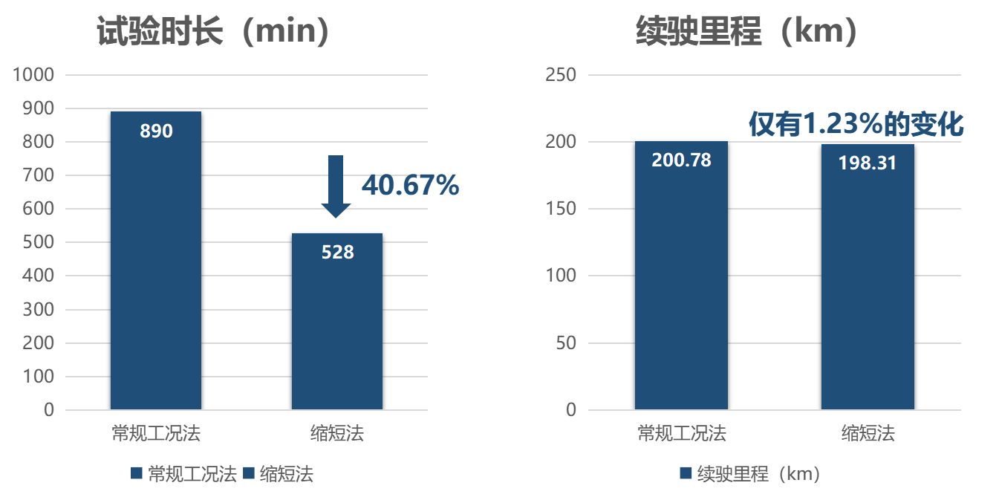 试验时长（min）
1000
900
800
700
600
500
400
300
200
100
0
890
528
40.67%
常规工况法
缩短法
常规工况法 缩短法
续驶里程（km）
250
200
150
100
50
0
仅有1.23%的变化
200.78
198.31
常规工况法
缩短法
续驶里程（km）